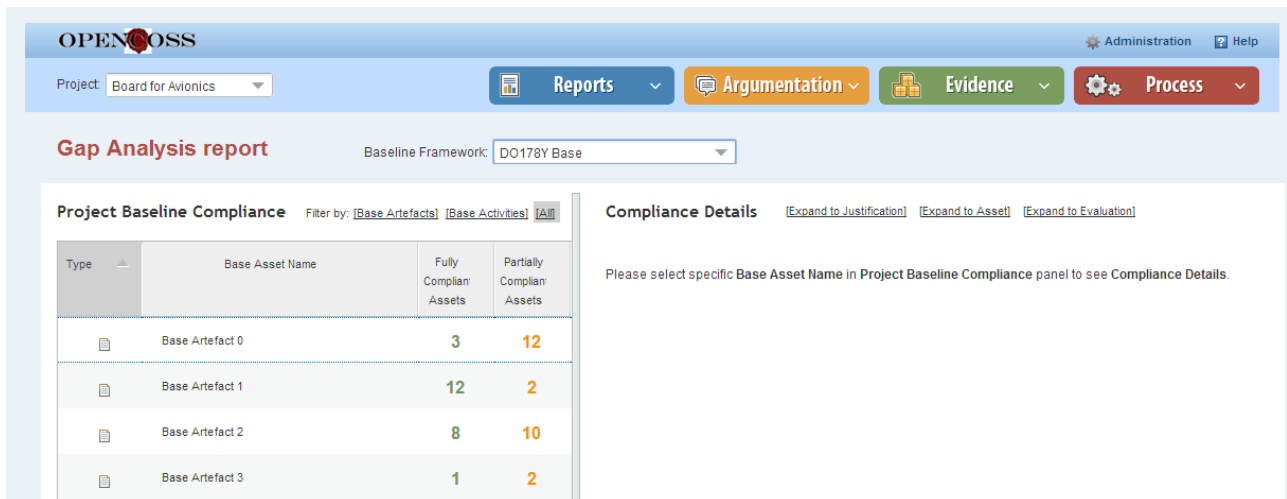 OPENCOSS
Administration Help
Project: Board for Avionics
Reports Argumentation Evidence Process
Gap Analysis report Baseline Framework: DO178Y Base
Project Baseline Compliance Filter by: [Base Artefacts] [Base Activities] [All]
Type Base Asset Name Fully Compliant Assets Partially Compliant Assets
Base Artefact 0 3 12
Base Artefact 1 12 2
Base Artefact 2 8 10
Base Artefact 3 1 2
Compliance Details [Expand to Justification] [Expand to Asset] [Expand to Evaluation]
Please select specific Base Asset Name in Project Baseline Compliance panel to see Compliance Details.